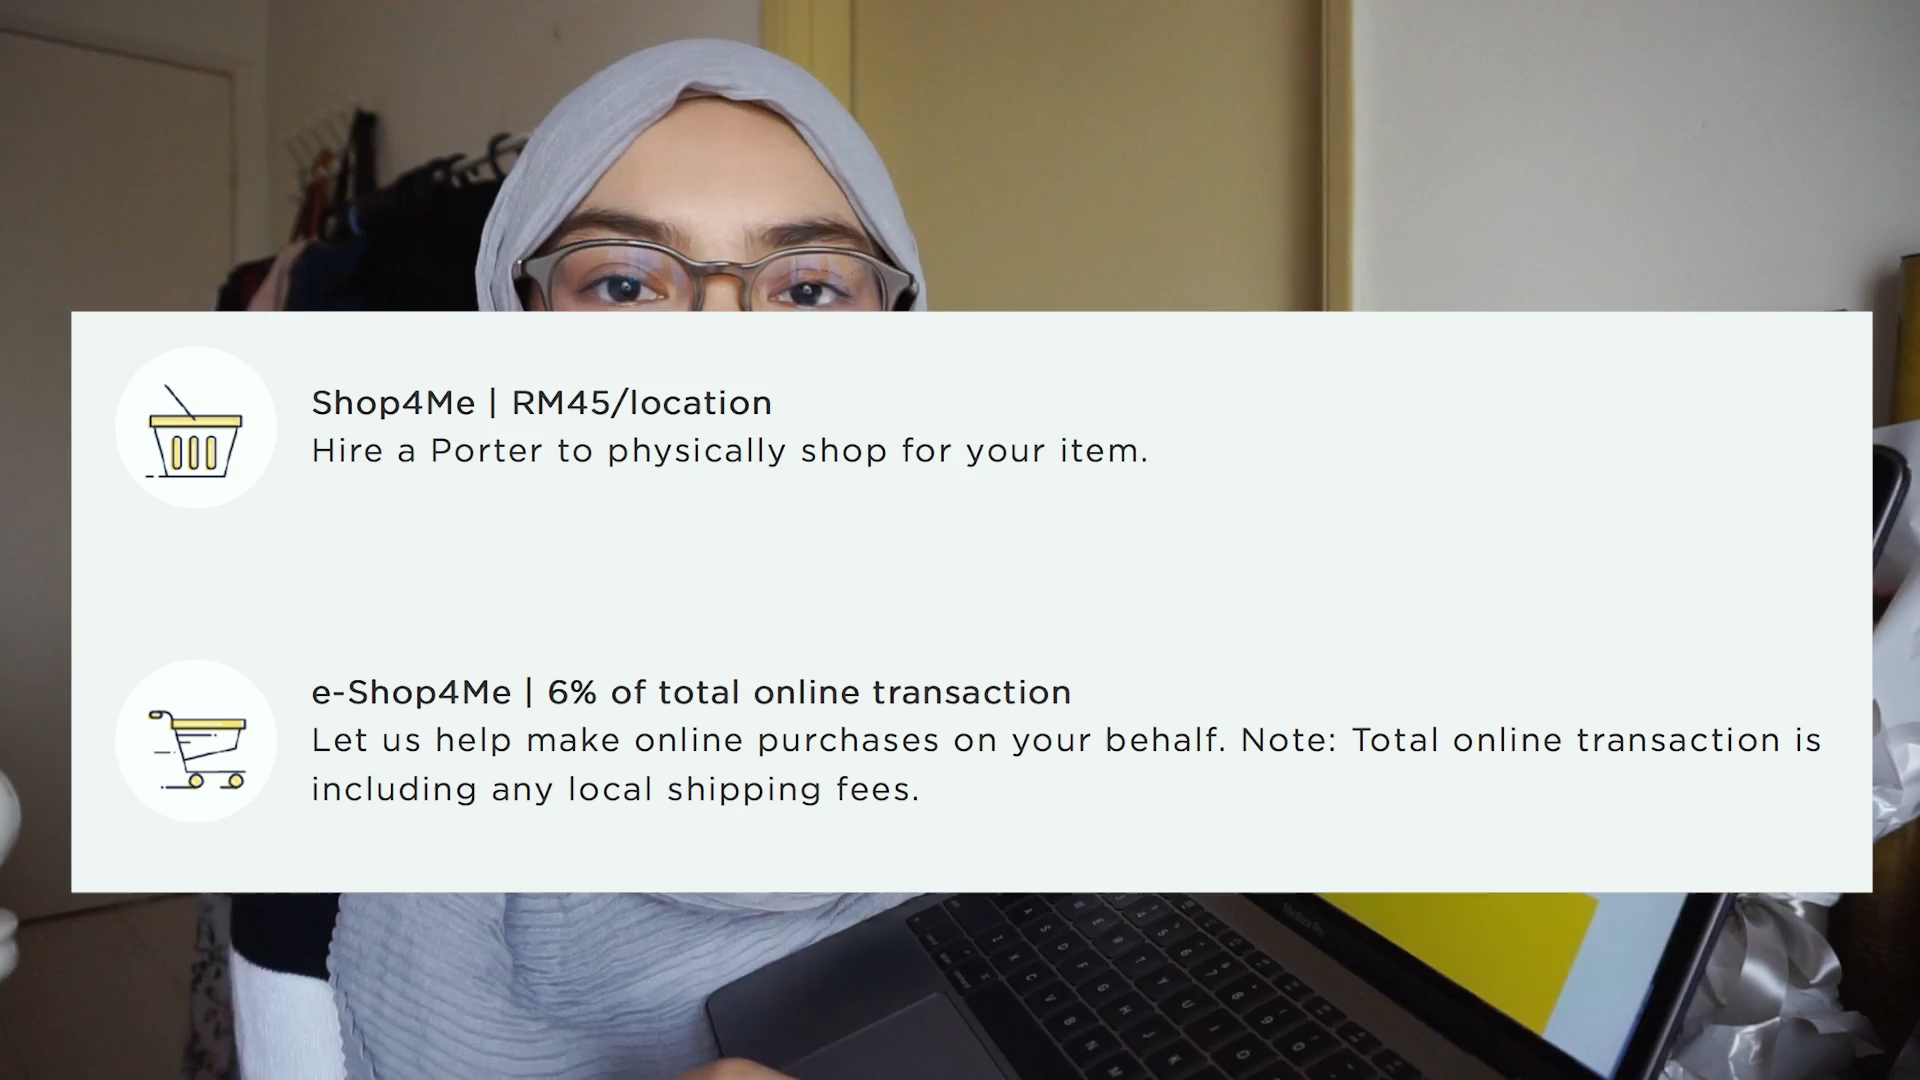 Shop4Me | RM45/location
Hire a Porter to physically shop for your item.
e-Shop4Me | 6% of total online transaction
Let us help make online purchases on your behalf. Note: Total online transaction is
including any local shipping fees.